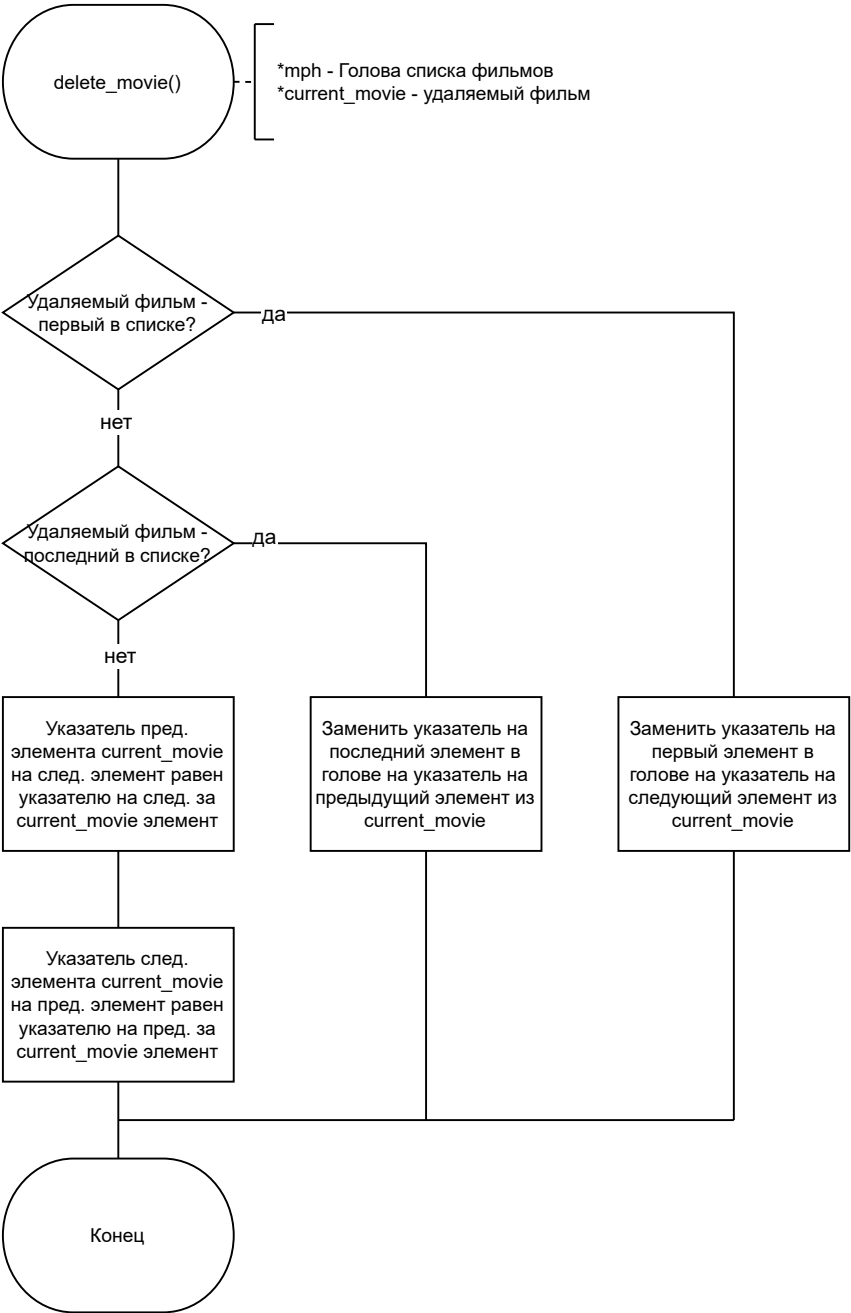 delete_movie()
*mph - Голова списка фильмов
*current_movie - удаляемый фильм
Удаляемый фильм -
первый в списке?
да
нет
Удаляемый фильм -
последний в списке?
да
нет
Указатель пред.
элемента current_movie
на след. элемент равен
указателю на след. за
current_movie элемент
Заменить указатель на
последний элемент в
голове на указатель на
предыдущий элемент из
current_movie
Заменить указатель на
первый элемент в
голове на указатель на
следующий элемент из
current_movie
Указатель след.
элемента current_movie
на пред. элемент равен
указателю на пред. за
current_movie элемент
Конец